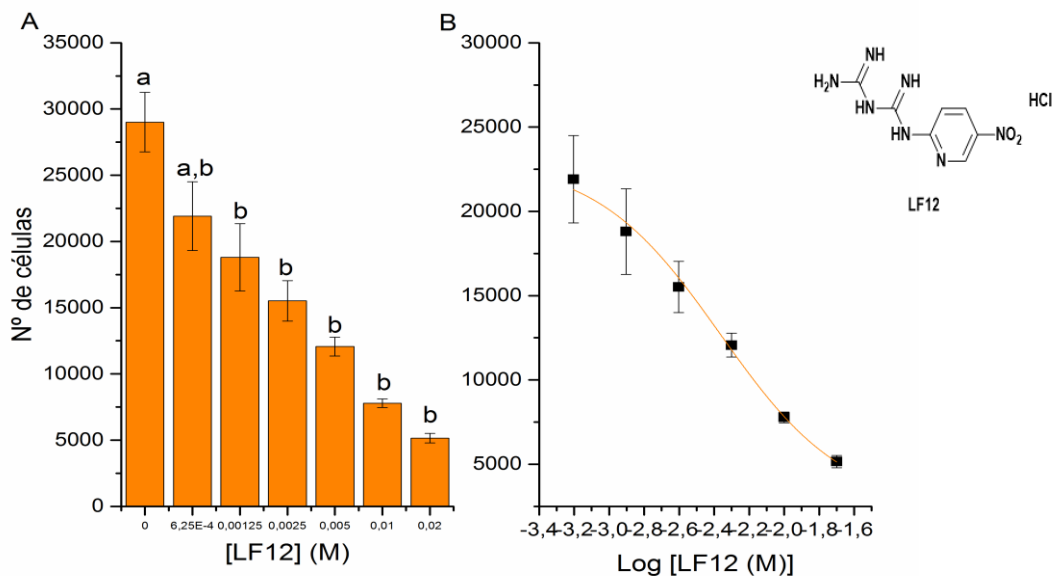 A
35000
30000
25000
20000
15000
10000
5000
0
Nº de células
a
a,b
b
b
b
b
b
0
6,25E-4
0,00125
0,0025
0,005
0,01
0,02
[LF12] (M)
B
30000
25000
20000
15000
10000
5000
-3,4 -3,2 -3,0 -2,8 -2,6 -2,4 -2,2 -2,0 -1,8 -1,6
Log [LF12 (M)]
NH
H₂N
NH
NH
NH
N
NO₂
HCl
LF12